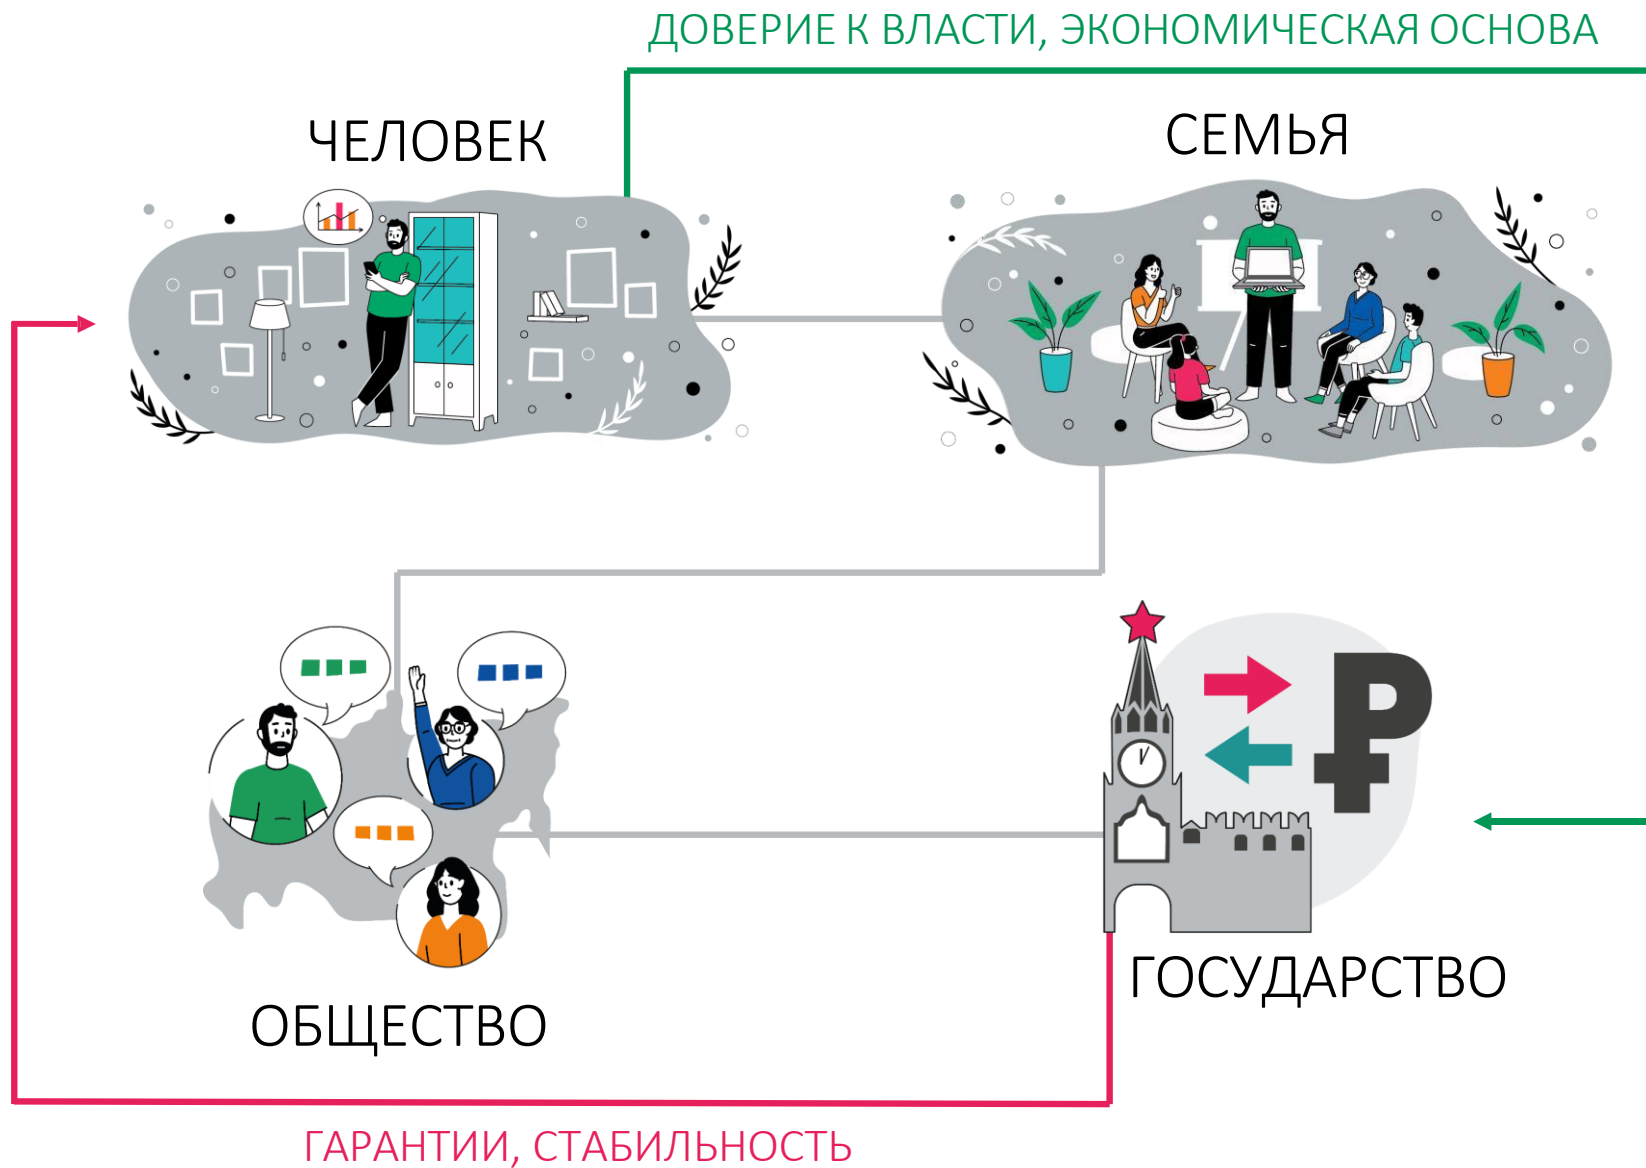 ДОВЕРИЕ К ВЛАСТИ, ЭКОНОМИЧЕСКАЯ ОСНОВА
ЧЕЛОВЕК
СЕМЬЯ
ОБЩЕСТВО
ГОСУДАРСТВО
ГАРАНТИИ, СТАБИЛЬНОСТЬ